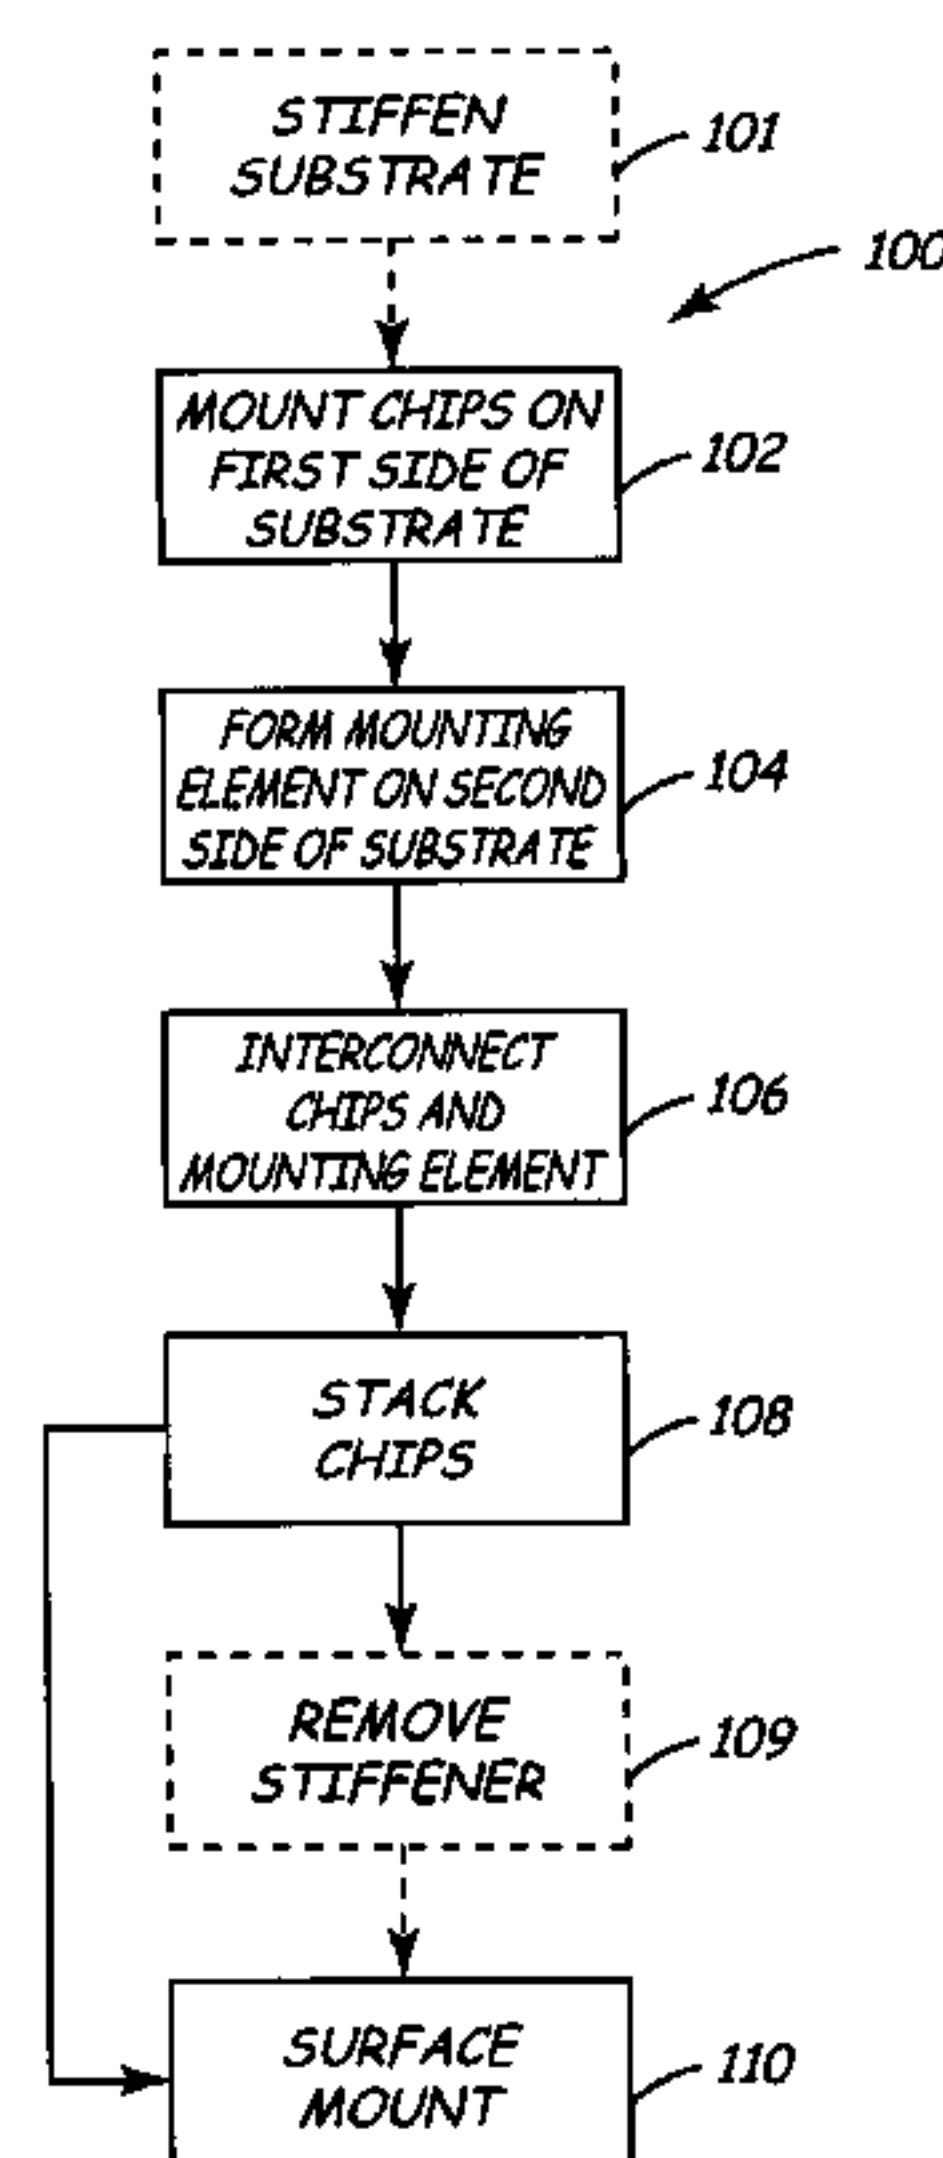 STIFFEN
SUBSTRATE
101
100
MOUNT CHIPS ON
FIRST SIDE OF
SUBSTRATE
102
FORM MOUNTING
ELEMENT ON SECOND
SIDE OF SUBSTRATE
104
INTERCONNECT
CHIPS AND
MOUNTING ELEMENT
106
STACK
CHIPS
108
REMOVE
STIFFENER
109
SURFACE
MOUNT
110